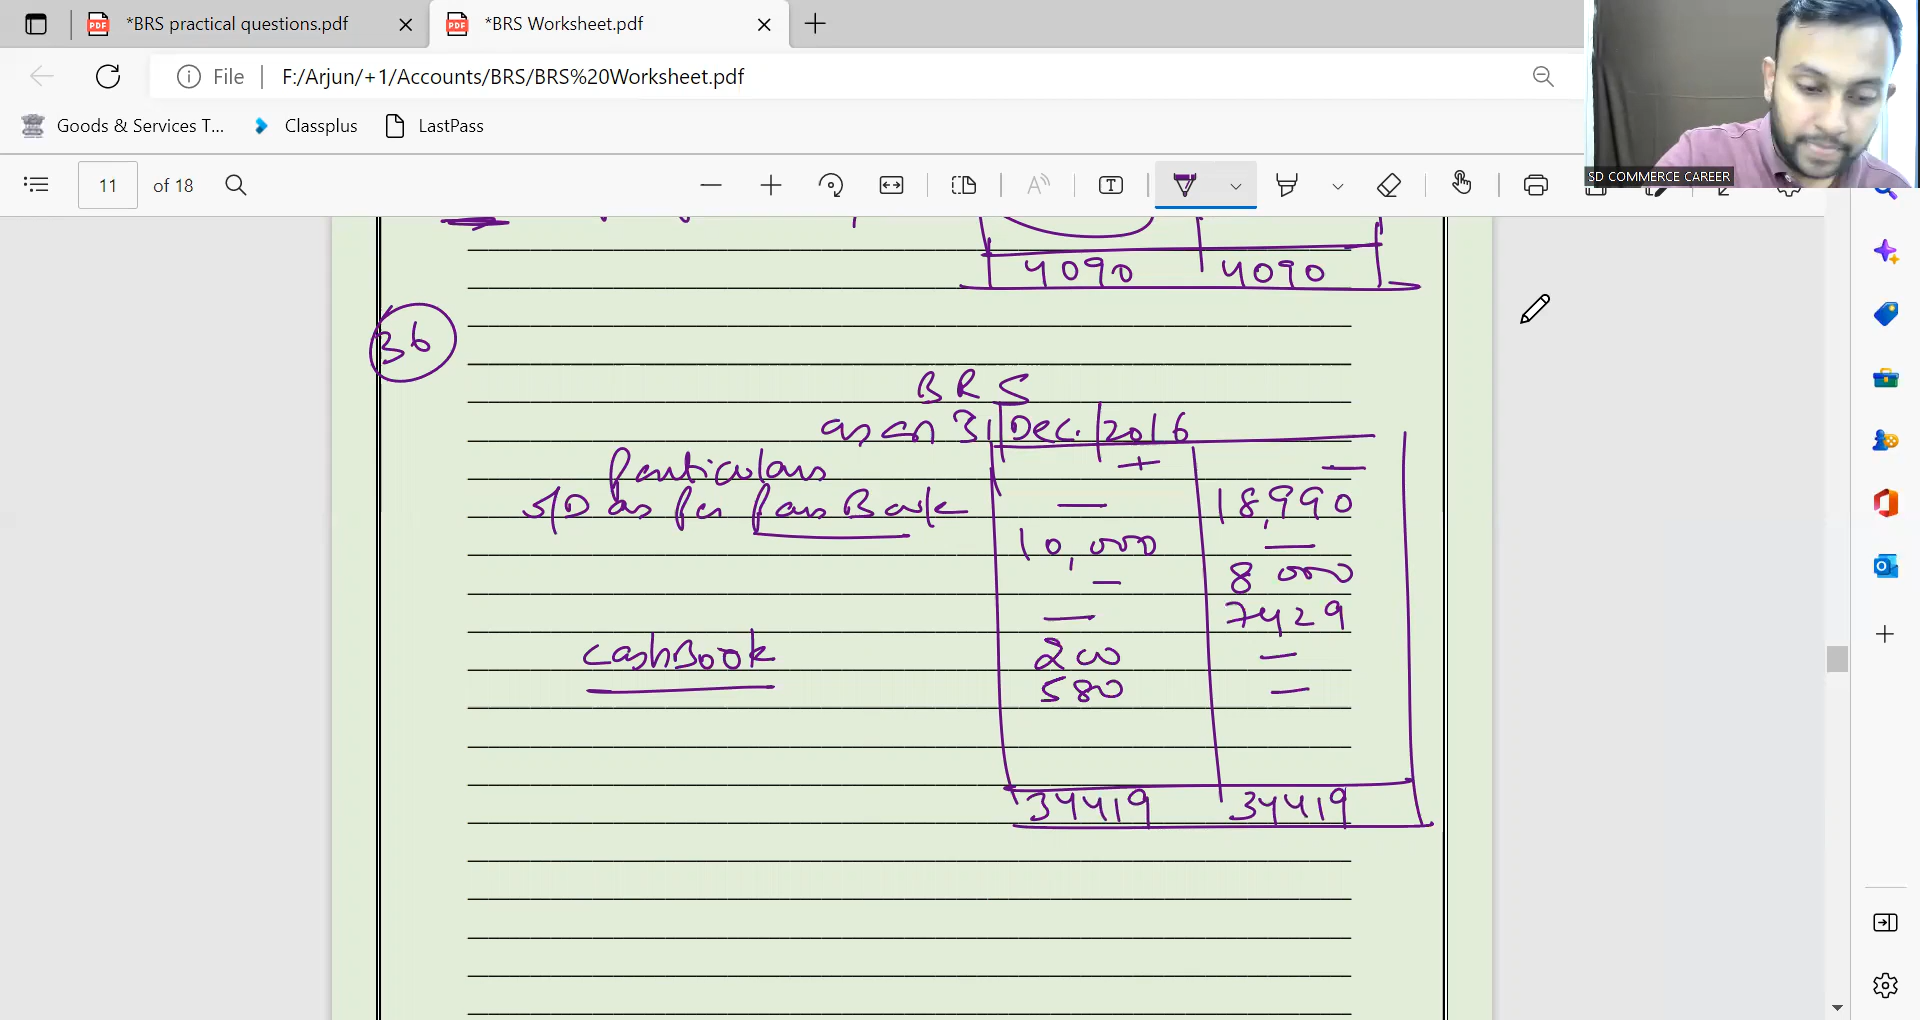 *BRS practical questions.pdf
*BRS Worksheet.pdf
File F:/Arjun/+1/Accounts/BRS/BRS%20Worksheet.pdf
Goods & Services T... Classplus LastPass
11 of 18
SD COMMERCE CAREER
4090 4090
36
BRS
as on 31 Dec. 2016
Particulars + —
O/D as per Pass Book — 18,990
10,000 —
— 8000
— 7429
CashBook 200 —
580 —
34419 34419